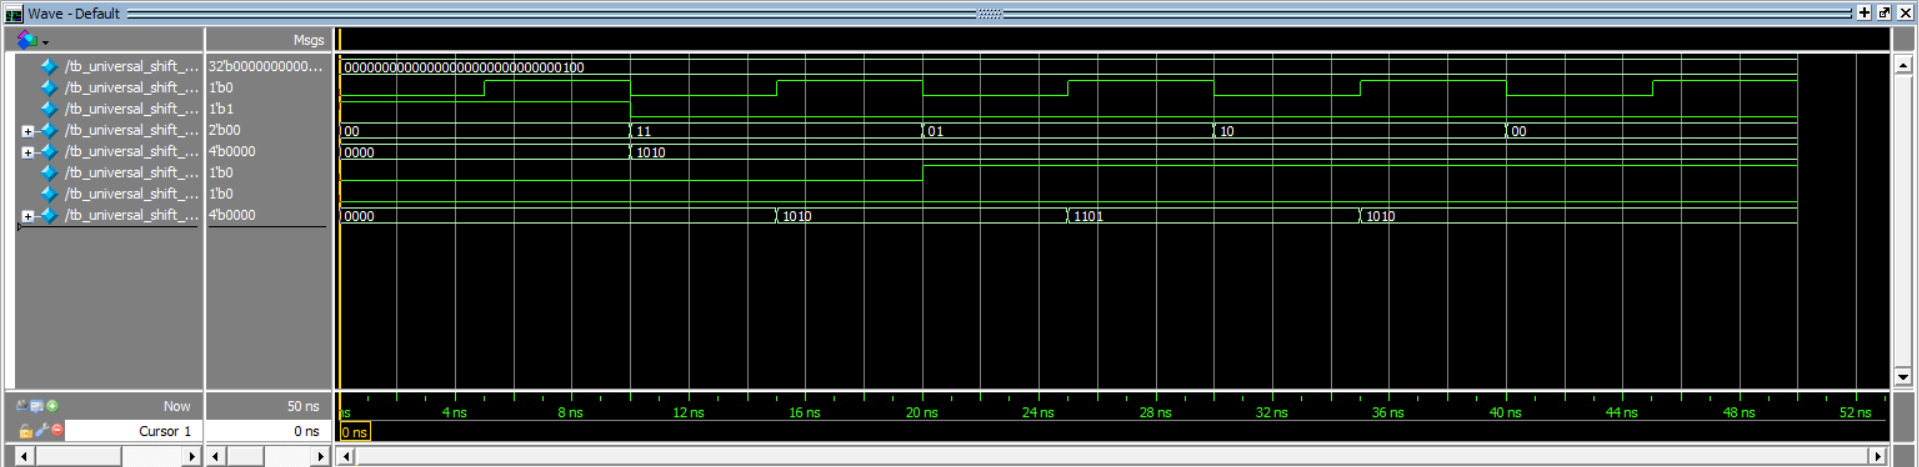 Wave - Default
Msgs
/tb_universal_shift_... 32'b0000000000... 00000000000000000000000000000100
/tb_universal_shift_... 1'b0
/tb_universal_shift_... 1'b1
/tb_universal_shift_... 2'b00 00 11 01 10 00
/tb_universal_shift_... 4'b0000 0000 1010
/tb_universal_shift_... 1'b0
/tb_universal_shift_... 1'b0
/tb_universal_shift_... 4'b0000 0000 1010 1101 1010
Now 50 ns ns 4 ns 8 ns 12 ns 16 ns 20 ns 24 ns 28 ns 32 ns 36 ns 40 ns 44 ns 48 ns 52 ns
Cursor 1 0 ns 0 ns